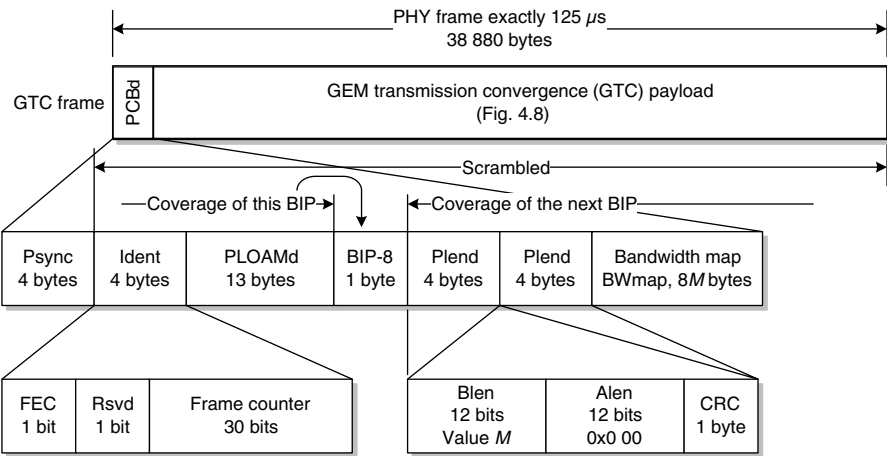 PHY frame exactly 125 µs
38 880 bytes
GTC frame
PCBd
GEM transmission convergence (GTC) payload
(Fig. 4.8)
Scrambled
Coverage of this BIP
Coverage of the next BIP
Psync
4 bytes
Ident
4 bytes
PLOAMd
13 bytes
BIP-8
1 byte
Plend
4 bytes
Plend
4 bytes
Bandwidth map
BWmap, 8M bytes
FEC
1 bit
Rsvd
1 bit
Frame counter
30 bits
Blen
12 bits
Value M
Alen
12 bits
0x0 00
CRC
1 byte